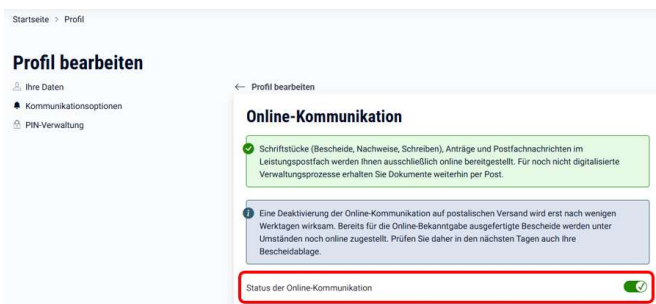 Startseite > Profil
Profil bearbeiten
Ihre Daten
Kommunikationsoptionen
PIN-Verwaltung
← Profil bearbeiten
Online-Kommunikation
Schriftstücke (Bescheide, Nachweise, Schreiben), Anträge und Postfachnachrichten im
Leistungspostfach werden Ihnen ausschließlich online bereitgestellt. Für noch nicht digitalisierte
Verwaltungsprozesse erhalten Sie Dokumente weiterhin per Post.
Eine Deaktivierung der Online-Kommunikation auf postalischen Versand wird erst nach wenigen
Werktagen wirksam. Bereits für die Online-Bekanntgabe ausgefertigte Bescheide werden unter
Umständen noch online zugestellt. Prüfen Sie daher in den nächsten Tagen auch Ihre
Bescheidablage.
Status der Online-Kommunikation